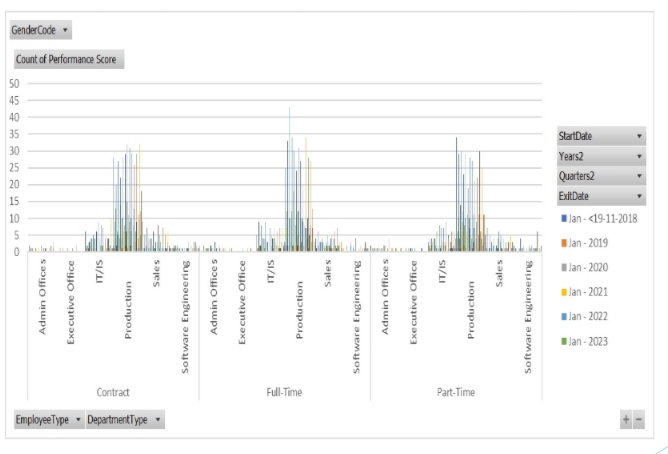 GenderCode
Count of Performance Score
50
45
40
35
30
25
20
15
10
5
0
Admin Offices
Executive Office
IT/IS
Production
Sales
Software Engineering
Admin Offices
Executive Office
IT/IS
Production
Sales
Software Engineering
Admin Offices
Executive Office
IT/IS
Production
Sales
Software Engineering
Contract
Full-Time
Part-Time
StartDate
Years2
Quarters2
ExitDate
Jan - <19-11-2018
Jan - 2019
Jan - 2020
Jan - 2021
Jan - 2022
Jan - 2023
EmployeeType
DepartmentType
+ −